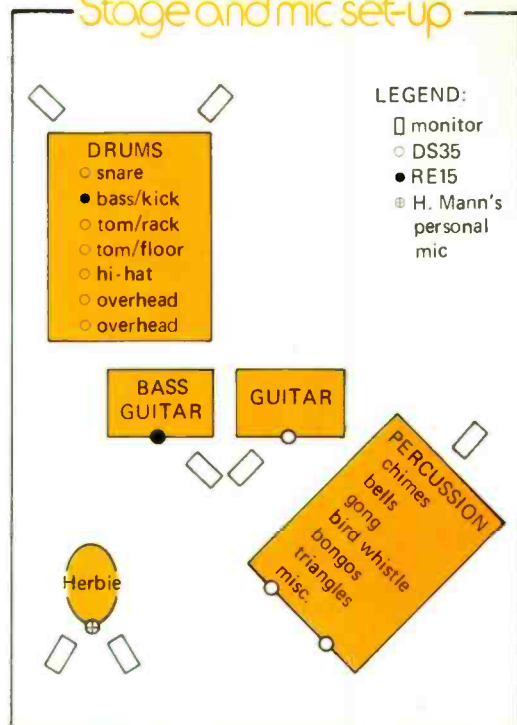 Stage and mic set-up
LEGEND:
monitor
DS35
RE15
H. Mann's
personal
mic
DRUMS
snare
bass/kick
tom/rack
tom/floor
hi-hat
overhead
overhead
BASS
GUITAR
GUITAR
PERCUSSION
chimes
bells
gong
bird whistle
bongos
triangles
misc.
Herbie